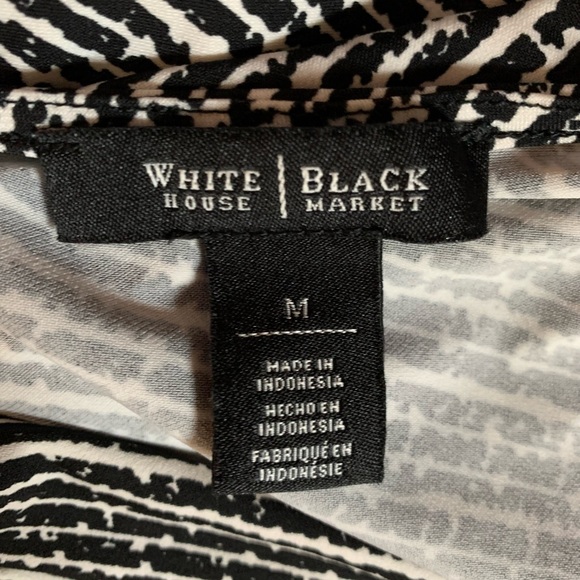 WHITE | BLACK
HOUSE | MARKET
M
MADE IN
INDONESIA
HECHO EN
INDONESIA
FABRIQUÉ EN
INDONÉSIE